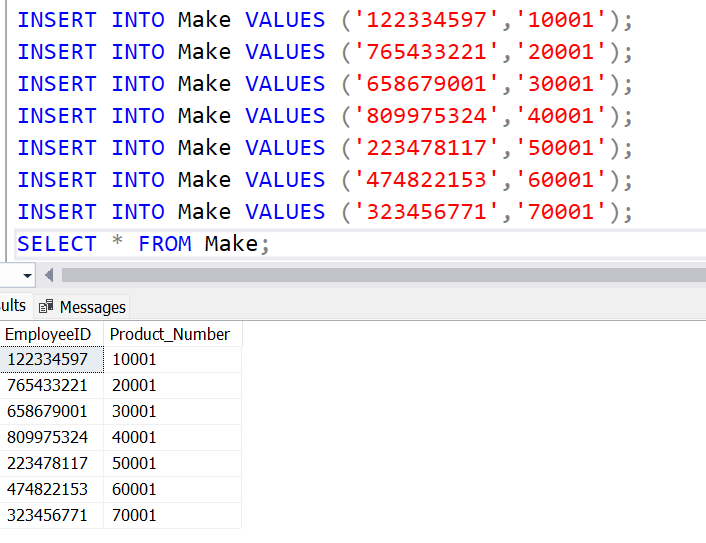 INSERT INTO Make VALUES ('122334597','10001');
INSERT INTO Make VALUES ('765433221','20001');
INSERT INTO Make VALUES ('658679001','30001');
INSERT INTO Make VALUES ('809975324','40001');
INSERT INTO Make VALUES ('223478117','50001');
INSERT INTO Make VALUES ('474822153','60001');
INSERT INTO Make VALUES ('323456771','70001');
SELECT * FROM Make;
sults Messages
EmployeeID Product_Number
122334597 10001
765433221 20001
658679001 30001
809975324 40001
223478117 50001
474822153 60001
323456771 70001